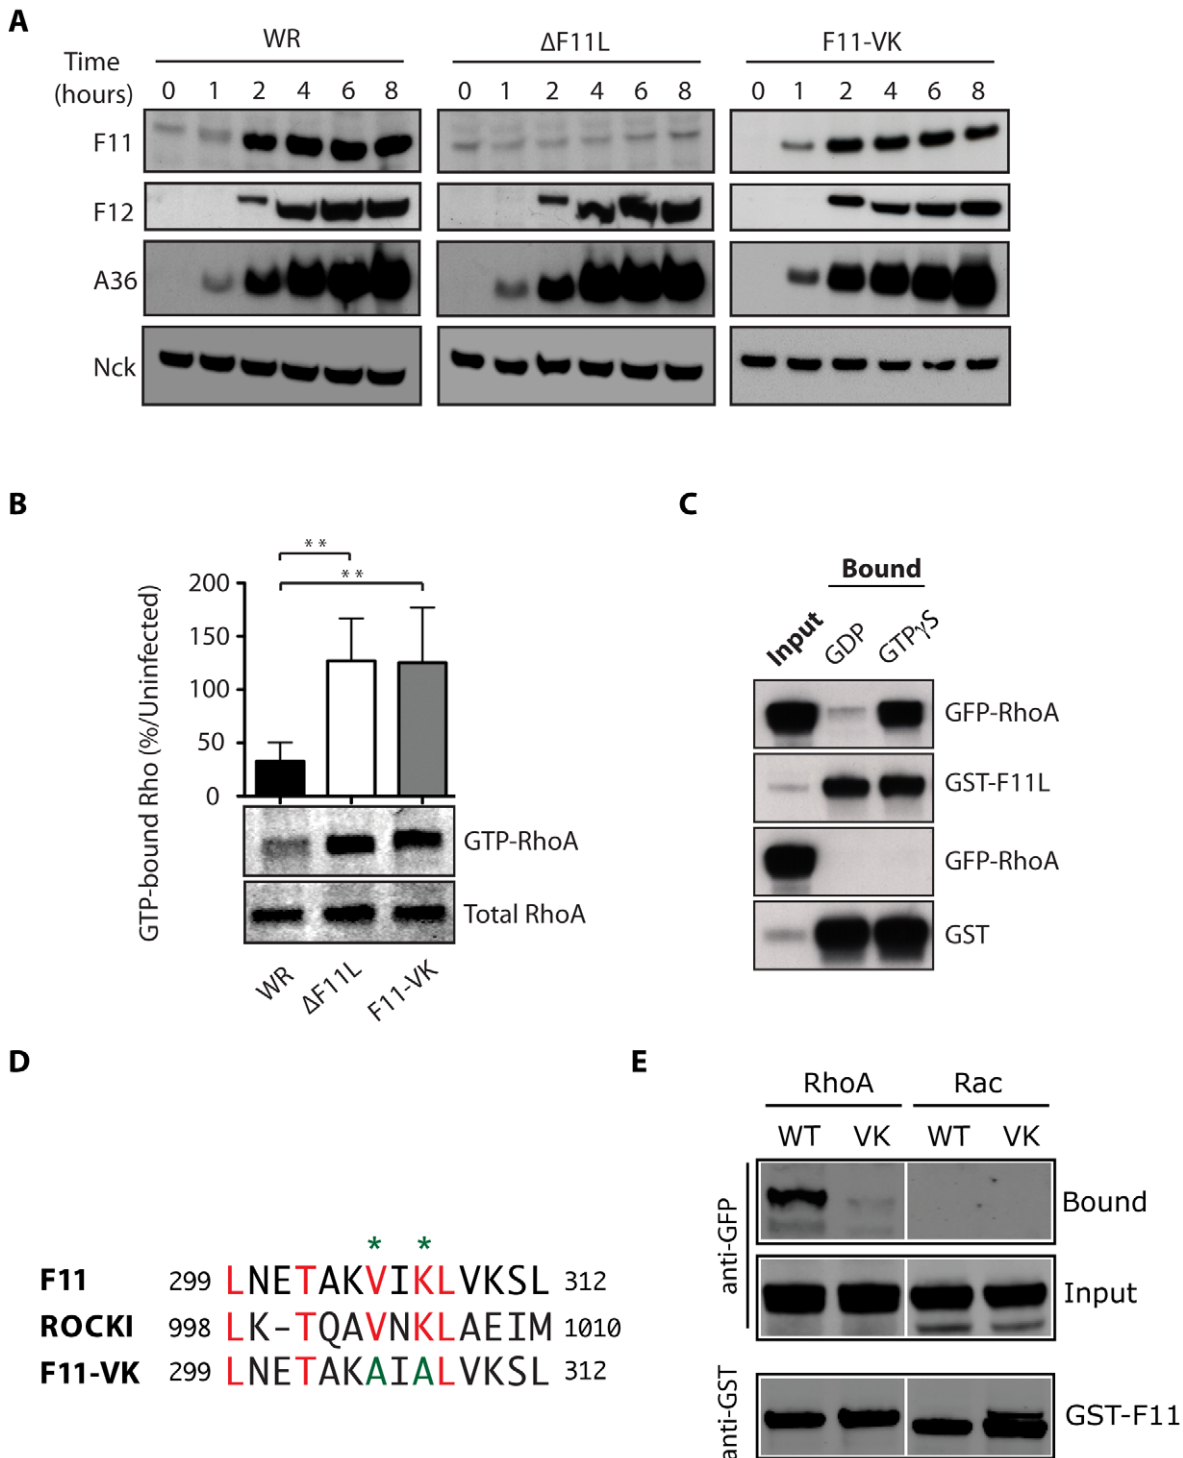 A
WR ΔF11L F11-VK
Time
(hours) 0 1 2 4 6 8 0 1 2 4 6 8 0 1 2 4 6 8
F11
F12
A36
Nck
B
** 
**
GTP-bound Rho (%/Uninfected)
200
150
100
50
0
GTP-RhoA
Total RhoA
WR ΔF11L F11-VK
C
Bound
Input GDP GTPγS
GFP-RhoA
GST-F11L
GFP-RhoA
GST
D
* *
F11 299 LNETAKVIKLVKSL 312
ROCKI 998 LK-TQAVNKLAEIM 1010
F11-VK 299 LNETAKAIALVKSL 312
E
RhoA Rac
WT VK WT VK
anti-GFP
Bound
Input
anti-GST
GST-F11